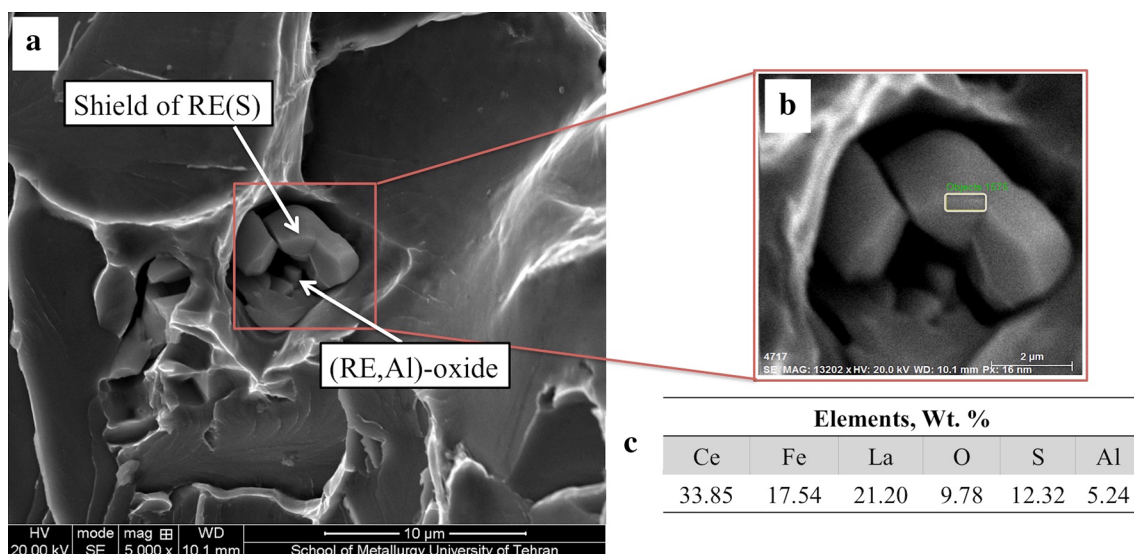 a
Shield of RE(S)
(RE,Al)-oxide
HV mode mag WD
20.00 kV SE 5,000 x 10.1 mm
10 µm
School of Metallurgy University of Tehran
b
2 µm
4717
SE MAG: 13202 x HV: 20.0 kV WD: 10.1 mm Px: 16 nm
c
Elements, Wt. %
Ce Fe La O S Al
33.85 17.54 21.20 9.78 12.32 5.24